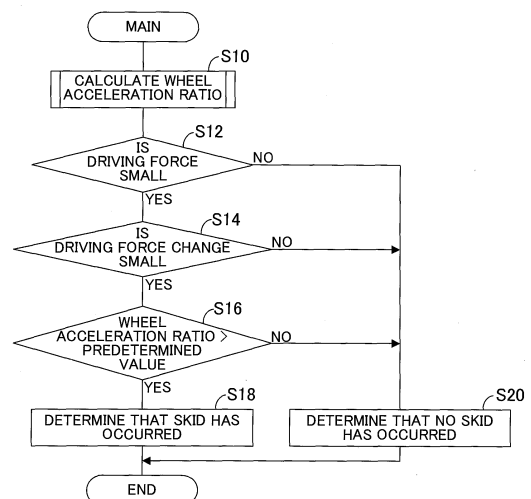 MAIN
S10
CALCULATE WHEEL
ACCELERATION RATIO
S12
IS
DRIVING FORCE
SMALL
NO
YES
S14
IS
DRIVING FORCE CHANGE
SMALL
NO
YES
S16
WHEEL
ACCELERATION RATIO >
PREDETERMINED
VALUE
NO
YES
S18
DETERMINE THAT SKID HAS
OCCURRED
S20
DETERMINE THAT NO SKID
HAS OCCURRED
END